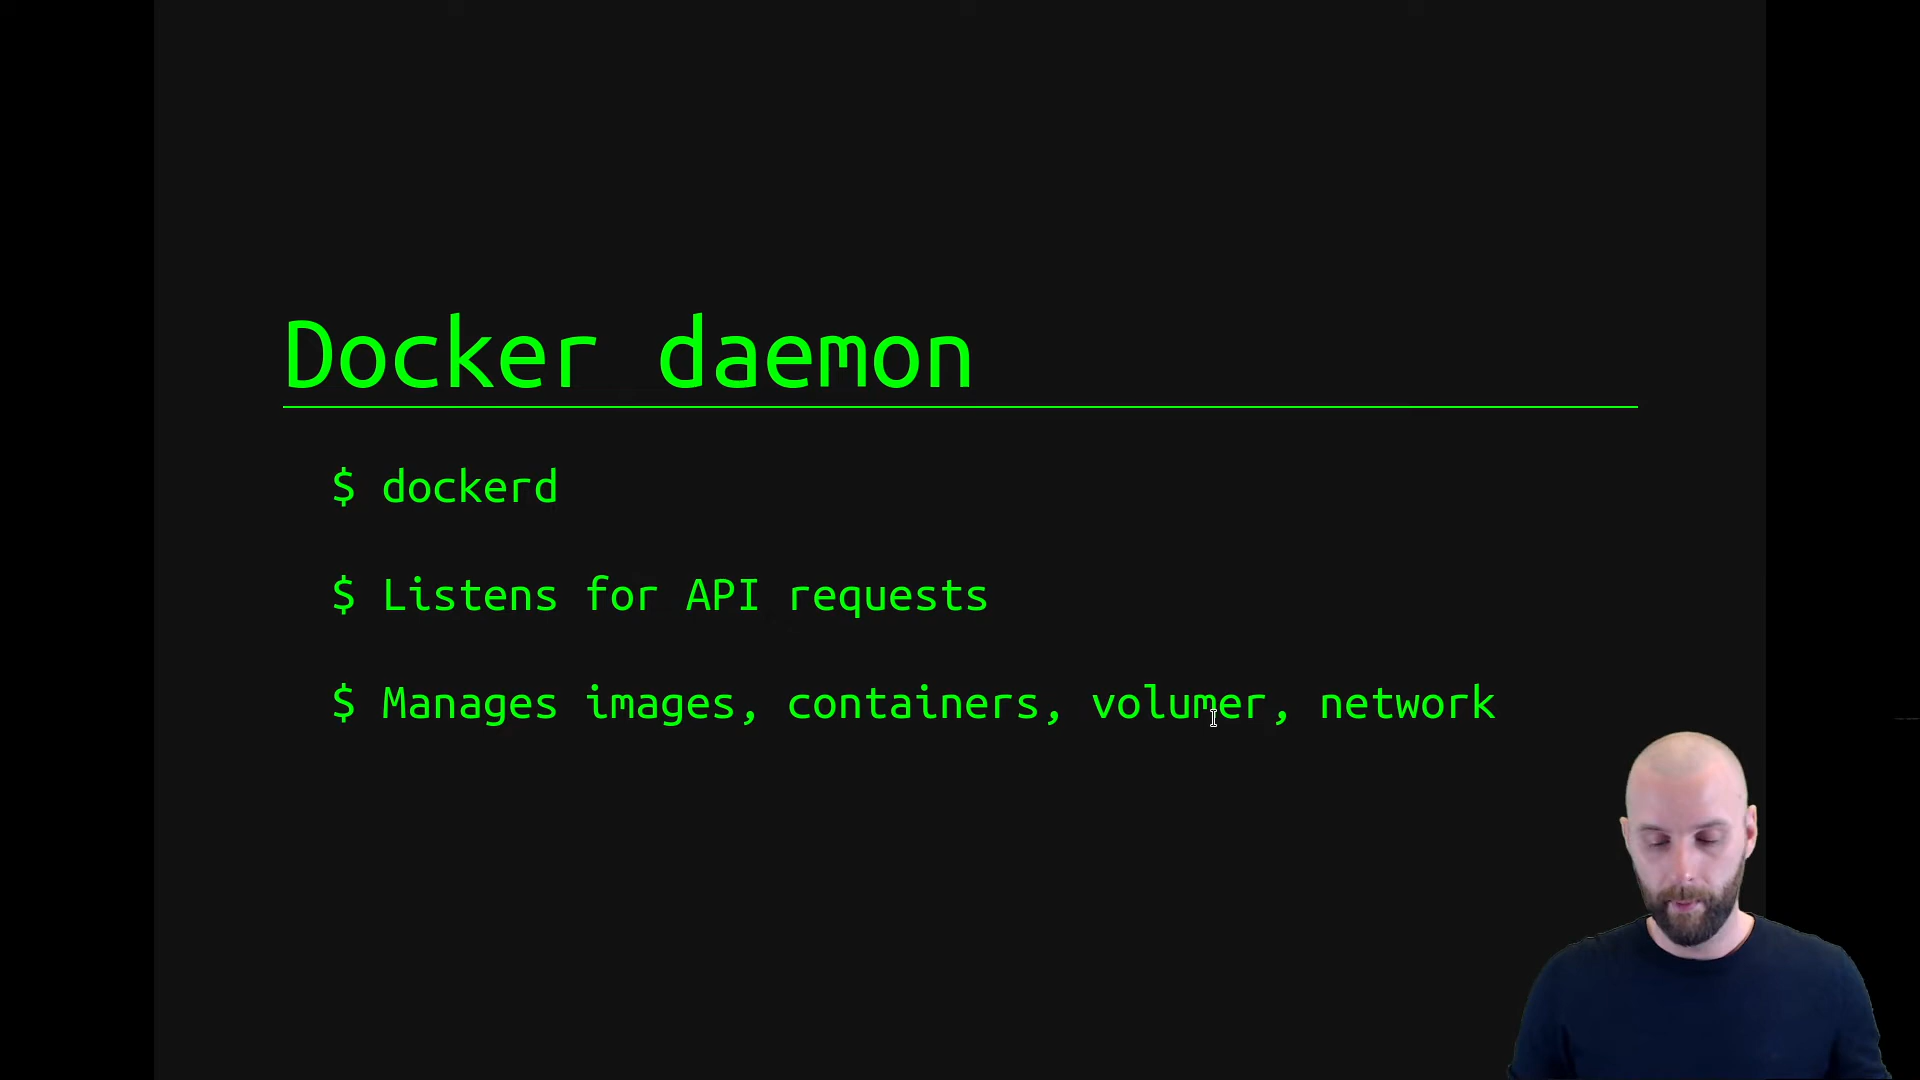 Docker daemon
$ dockerd
$ Listens for API requests
$ Manages images, containers, volumer, network